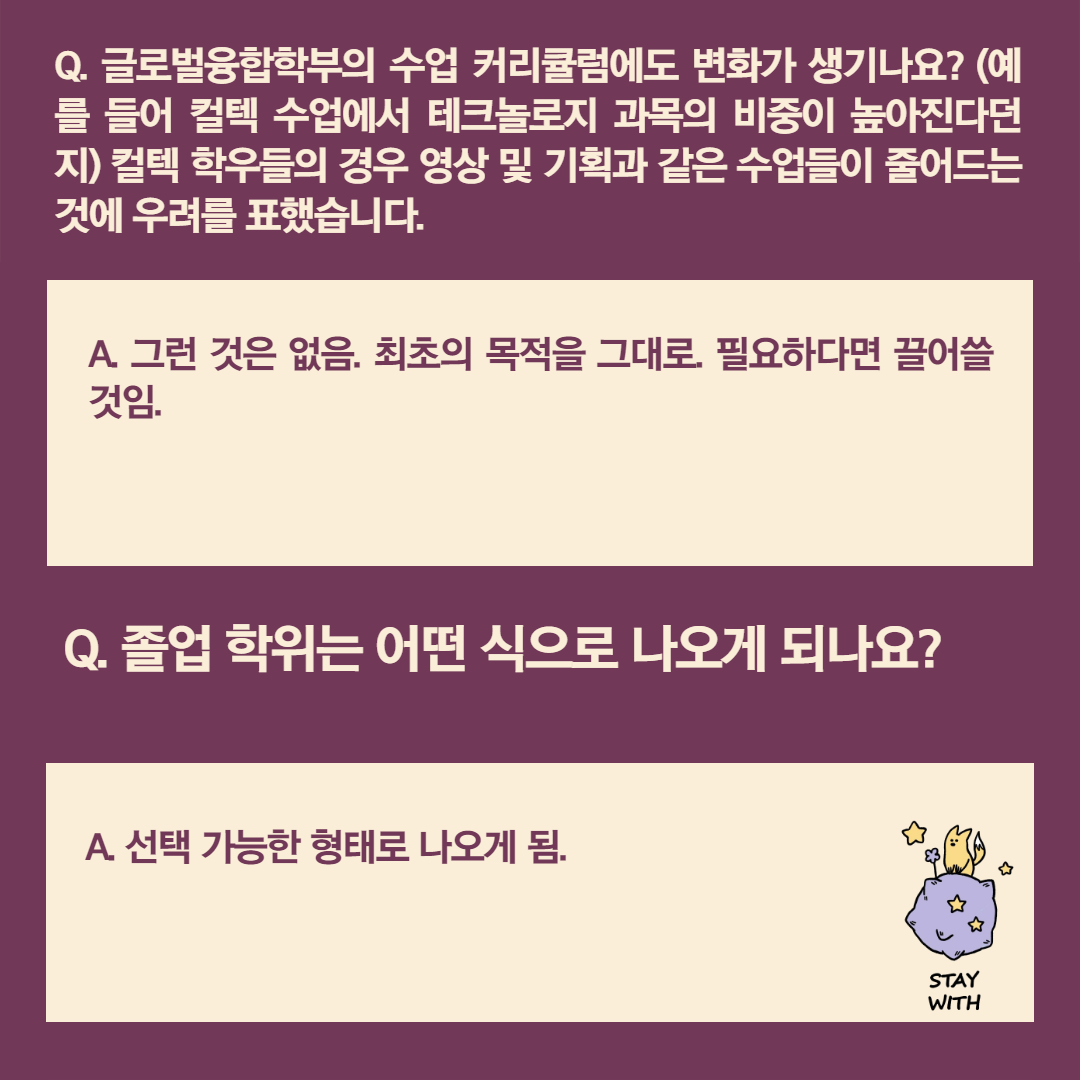 Q. 글로벌융합학부의 수업 커리큘럼에도 변화가 생기나요? (예
를 들어 컬텍 수업에서 테크놀로지 과목의 비중이 높아진다던
지) 컬텍 학우들의 경우 영상 및 기획과 같은 수업들이 줄어드는
것에 우려를 표했습니다.
A. 그런 것은 없음. 최초의 목적을 그대로. 필요하다면 끌어쓸
것임.
Q. 졸업 학위는 어떤 식으로 나오게 되나요?
A. 선택 가능한 형태로 나오게 됨.
STAY
WITH